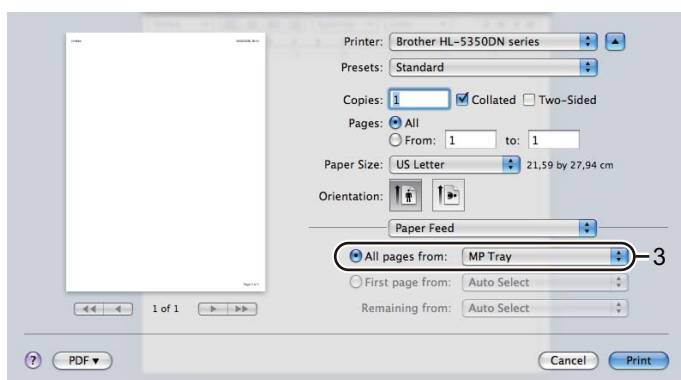 Printer: Brother HL-5350DN series
Presets: Standard
Copies: 1 Collated Two-Sided
Pages: All
From: 1 to: 1
Paper Size: US Letter 21,59 by 27,94 cm
Orientation:
Paper Feed
All pages from: MP Tray 3
First page from: Auto Select
1 of 1 Remaining from: Auto Select
? PDF Cancel Print